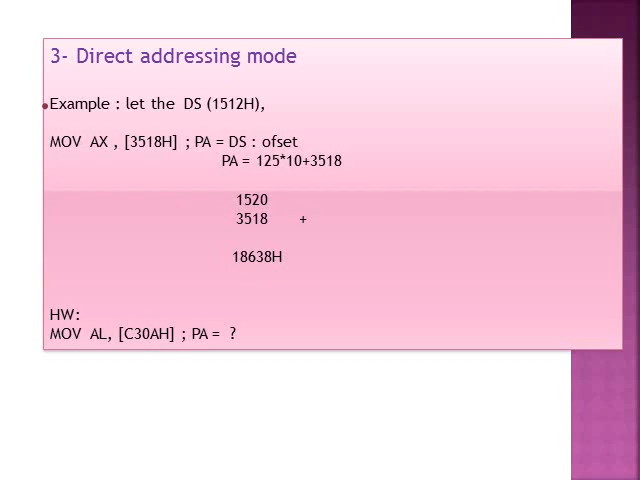 3- Direct addressing mode
Example : let the DS (1512H),
MOV AX , [3518H] ; PA = DS : ofset
PA = 125*10+3518
1520
3518 +
18638H
HW:
MOV AL, [C30AH] ; PA = ?